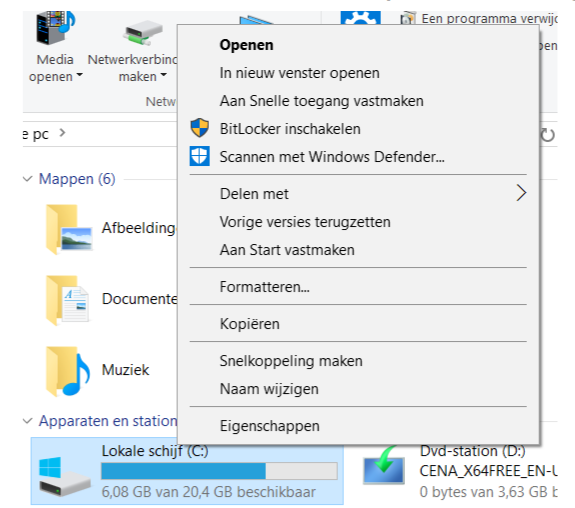 Een programma verwij
Media openen
Netwerkverbind
maken
Netw
Openen
In nieuw venster openen
Aan Snelle toegang vastmaken
BitLocker inschakelen
Scannen met Windows Defender...
Delen met
Vorige versies terugzetten
Aan Start vastmaken
Formatteren...
Kopiëren
Snelkoppeling maken
Naam wijzigen
Eigenschappen
e pc
Mappen (6)
Afbeelding
Documente
Muziek
Apparaten en station
Lokale schijf (C:)
6,08 GB van 20,4 GB beschikbaar
Dvd-station (D:)
CENA_X64FREE_EN-U
0 bytes van 3,63 GB b